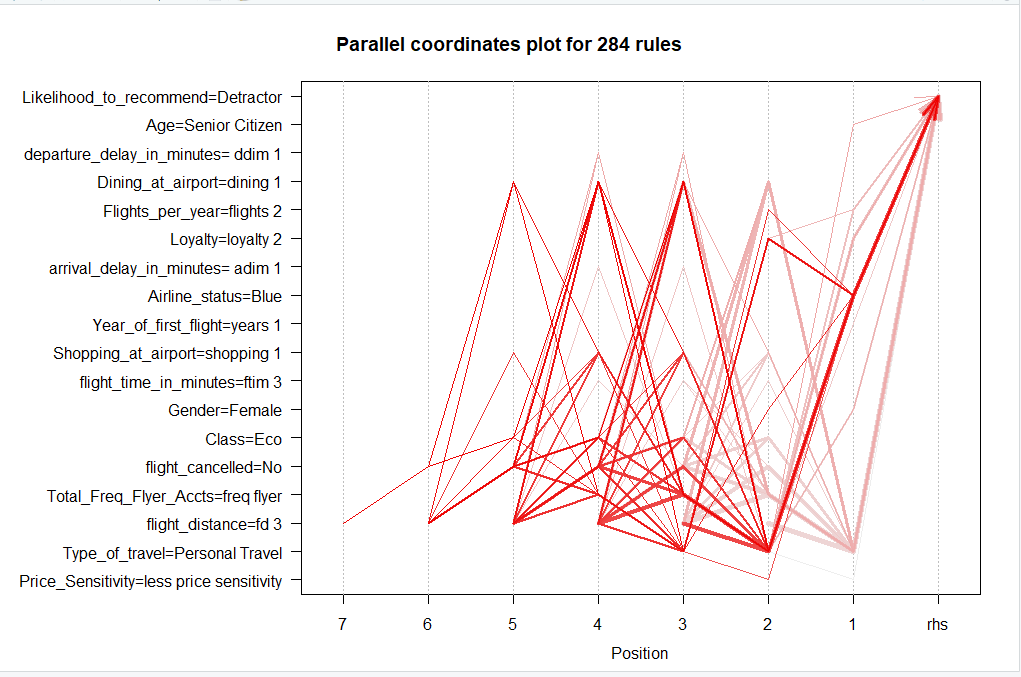 Parallel coordinates plot for 284 rules
Likelihood_to_recommend=Detractor
Age=Senior Citizen
departure_delay_in_minutes= ddim 1
Dining_at_airport=dining 1
Flights_per_year=flights 2
Loyalty=loyalty 2
arrival_delay_in_minutes= adim 1
Airline_status=Blue
Year_of_first_flight=years 1
Shopping_at_airport=shopping 1
flight_time_in_minutes=ftim 3
Gender=Female
Class=Eco
flight_cancelled=No
Total_Freq_Flyer_Accts=freq flyer
flight_distance=fd 3
Type_of_travel=Personal Travel
Price_Sensitivity=less price sensitivity
7 6 5 4 3 2 1 rhs
Position